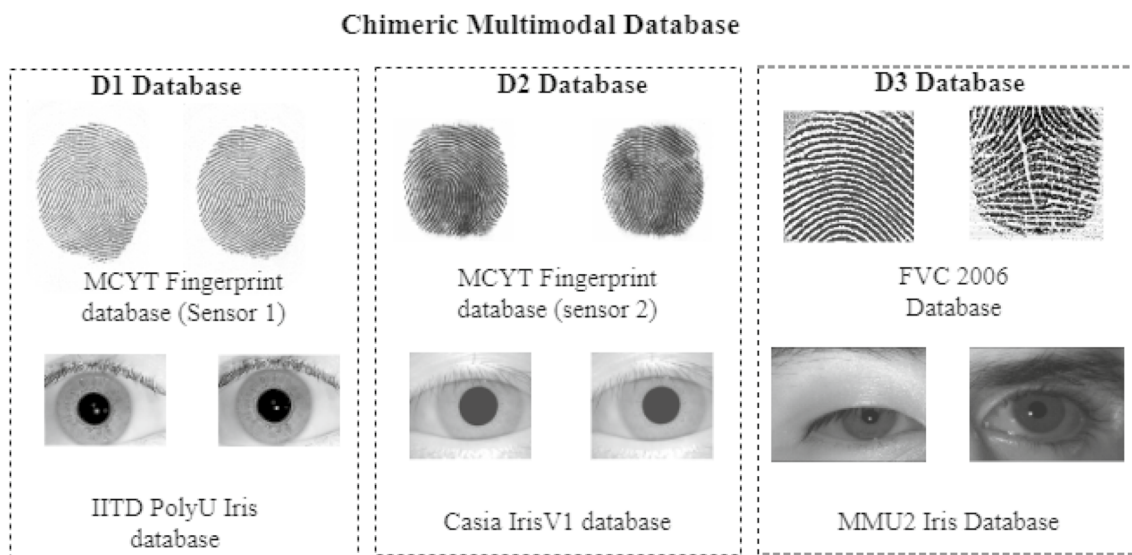 Chimeric Multimodal Database
D1 Database
MCYT Fingerprint
database (Sensor 1)
IITD PolyU Iris
database
D2 Database
MCYT Fingerprint
database (sensor 2)
Casia IrisV1 database
D3 Database
FVC 2006
Database
MMU2 Iris Database